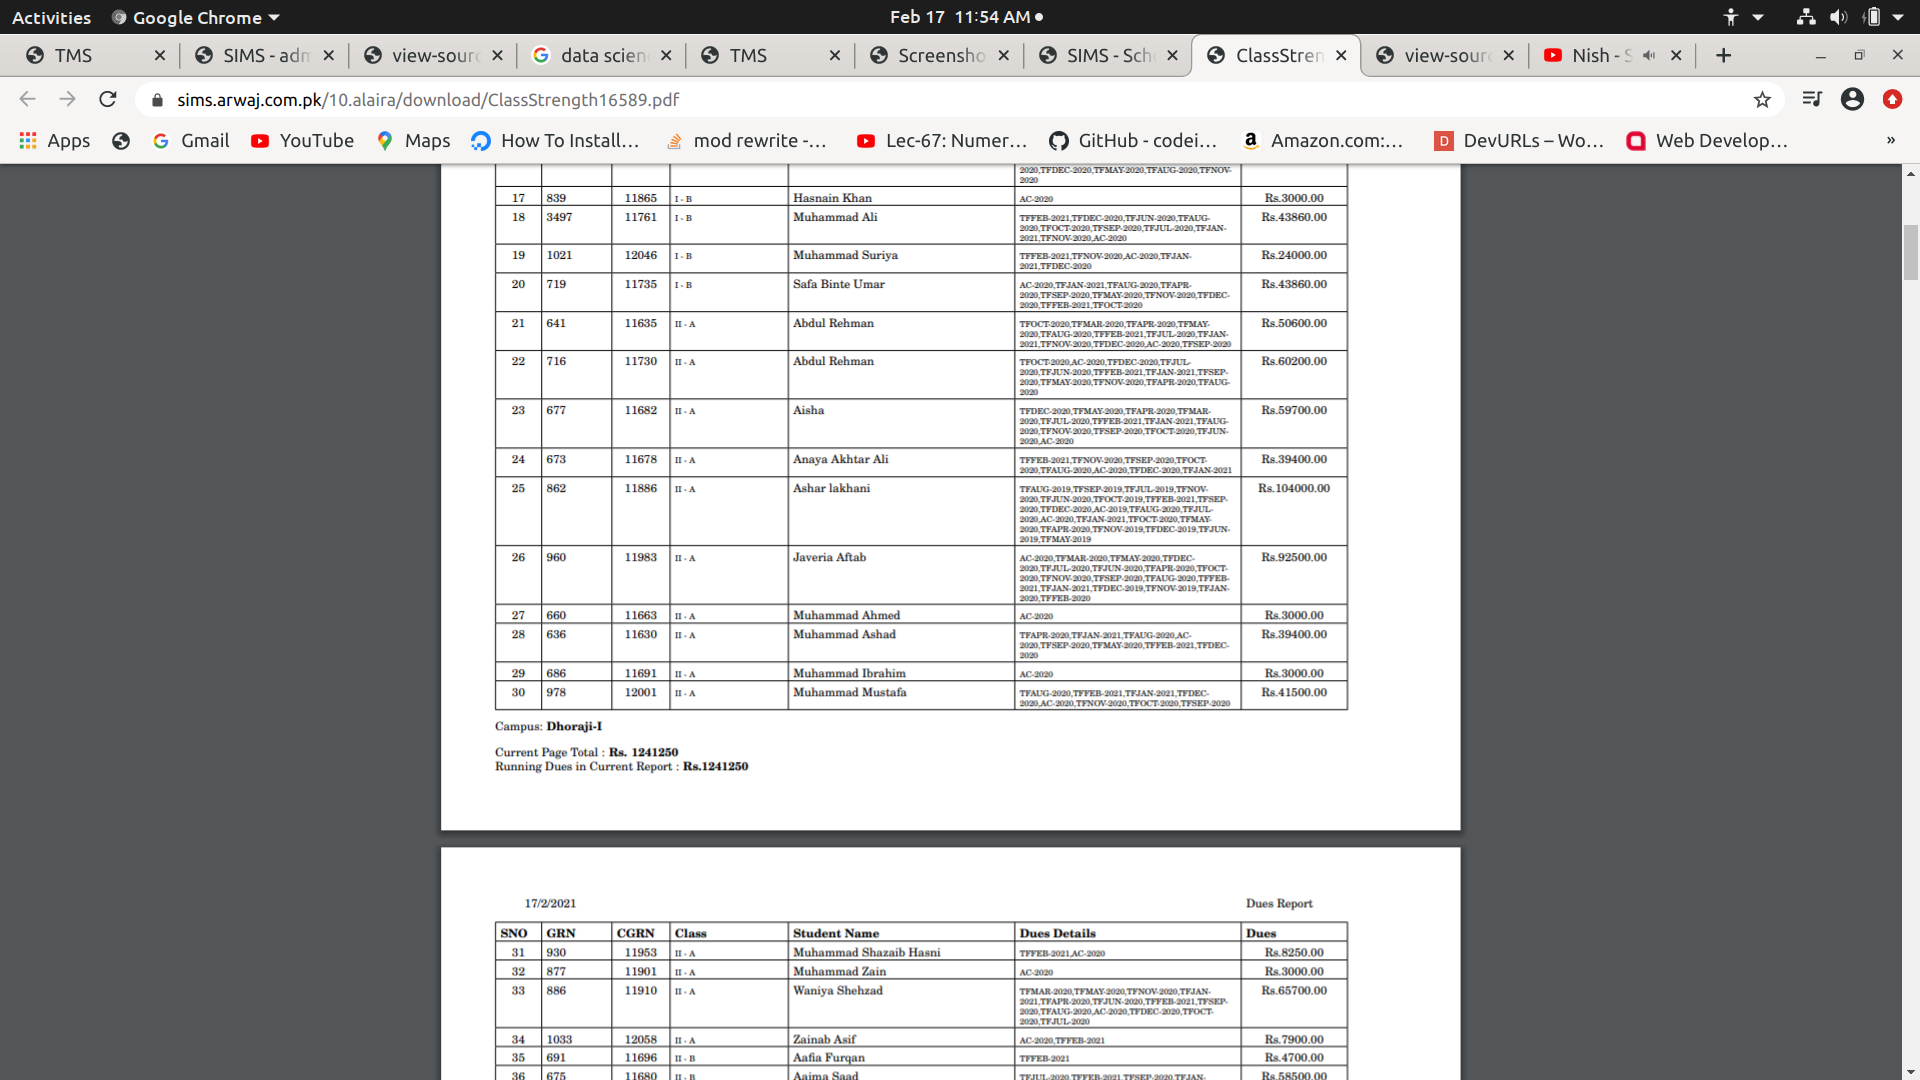 Activities Google Chrome Feb 17 11:54 AM
TMS SIMS - adm view-sourc data scien TMS Screensho SIMS - Sch ClassStren view-sourc Nish - S
sims.arwaj.com.pk/10.alaira/download/ClassStrength16589.pdf
Apps Gmail YouTube Maps How To Install... mod rewrite -... Lec-67: Numer... GitHub - codei... Amazon.com:... DevURLs – Wo... Web Develop... »
2020,TFDEC-2020,TFMAY-2020,TFAUG-2020,TFNOV-
2020
17 839 11865 I - B Hasnain Khan AC-2020 Rs.3000.00
18 3497 11761 I - B Muhammad Ali TFFEB-2021,TFDEC-2020,TFJUN-2020,TFAUG- Rs.43860.00
2020,TFOCT-2020,TFSEP-2020,TFJUL-2020,TFJAN-
2021,TFNOV-2020,AC-2020
19 1021 12046 I - B Muhammad Suriya TFFEB-2021,TFNOV-2020,AC-2020,TFJAN- Rs.24000.00
2021,TFDEC-2020
20 719 11735 I - B Safa Binte Umar AC-2020,TFJAN-2021,TFAUG-2020,TFAPR- Rs.43860.00
2020,TFSEP-2020,TFMAY-2020,TFNOV-2020,TFDEC-
2020,TFFEB-2021,TFOCT-2020
21 641 11635 II - A Abdul Rehman TFOCT-2020,TFMAR-2020,TFAPR-2020,TFMAY- Rs.50600.00
2020,TFAUG-2020,TFFEB-2021,TFJUL-2020,TFJAN-
2021,TFNOV-2020,TFDEC-2020,AC-2020,TFSEP-2020
22 716 11730 II - A Abdul Rehman TFOCT-2020,AC-2020,TFDEC-2020,TFJUL- Rs.60200.00
2020,TFJUN-2020,TFFEB-2021,TFJAN-2021,TFSEP-
2020,TFMAY-2020,TFNOV-2020,TFAPR-2020,TFAUG-
2020
23 677 11682 II - A Aisha TFDEC-2020,TFMAY-2020,TFAPR-2020,TFMAR- Rs.59700.00
2020,TFJUL-2020,TFFEB-2021,TFJAN-2021,TFAUG-
2020,TFNOV-2020,TFSEP-2020,TFOCT-2020,TFJUN-
2020,AC-2020
24 673 11678 II - A Anaya Akhtar Ali TFFEB-2021,TFNOV-2020,TFSEP-2020,TFOCT- Rs.39400.00
2020,TFAUG-2020,AC-2020,TFDEC-2020,TFJAN-2021
25 862 11886 II - A Ashar lakhani TFAUG-2019,TFSEP-2019,TFJUL-2019,TFNOV- Rs.104000.00
2020,TFJUN-2020,TFOCT-2019,TFFEB-2021,TFSEP-
2020,TFDEC-2020,AC-2019,TFAUG-2020,TFJUL-
2020,AC-2020,TFJAN-2021,TFOCT-2020,TFMAY-
2020,TFAPR-2020,TFNOV-2019,TFDEC-2019,TFJUN-
2019,TFMAY-2019
26 960 11983 II - A Javeria Aftab AC-2020,TFMAR-2020,TFMAY-2020,TFDEC- Rs.92500.00
2020,TFJUL-2020,TFJUN-2020,TFAPR-2020,TFOCT-
2020,TFNOV-2020,TFSEP-2020,TFAUG-2020,TFFEB-
2021,TFJAN-2021,TFDEC-2019,TFNOV-2019,TFJAN-
2020,TFFEB-2020
27 660 11663 II - A Muhammad Ahmed AC-2020 Rs.3000.00
28 636 11630 II - A Muhammad Ashad TFAPR-2020,TFJAN-2021,TFAUG-2020,AC- Rs.39400.00
2020,TFSEP-2020,TFMAY-2020,TFFEB-2021,TFDEC-
2020
29 686 11691 II - A Muhammad Ibrahim AC-2020 Rs.3000.00
30 978 12001 II - A Muhammad Mustafa TFAUG-2020,TFFEB-2021,TFJAN-2021,TFDEC- Rs.41500.00
2020,AC-2020,TFNOV-2020,TFOCT-2020,TFSEP-2020
Campus: Dhoraji-I
Current Page Total : Rs. 1241250
Running Dues in Current Report : Rs.1241250
17/2/2021 Dues Report
SNO GRN CGRN Class Student Name Dues Details Dues
31 930 11953 II - A Muhammad Shazaib Hasni TFFEB-2021,AC-2020 Rs.8250.00
32 877 11901 II - A Muhammad Zain AC-2020 Rs.3000.00
33 886 11910 II - A Waniya Shehzad TFMAR-2020,TFMAY-2020,TFNOV-2020,TFJAN- Rs.65700.00
2021,TFAPR-2020,TFJUN-2020,TFFEB-2021,TFSEP-
2020,TFAUG-2020,AC-2020,TFDEC-2020,TFOCT-
2020,TFJUL-2020
34 1033 12058 II - A Zainab Asif AC-2020,TFFEB-2021 Rs.7900.00
35 691 11696 II - B Aafia Furqan TFFEB-2021 Rs.4700.00
36 675 11680 II - B Aaima Saad TFJUL-2020,TFFEB-2021,TFSEP-2020,TFJAN- Rs.58500.00